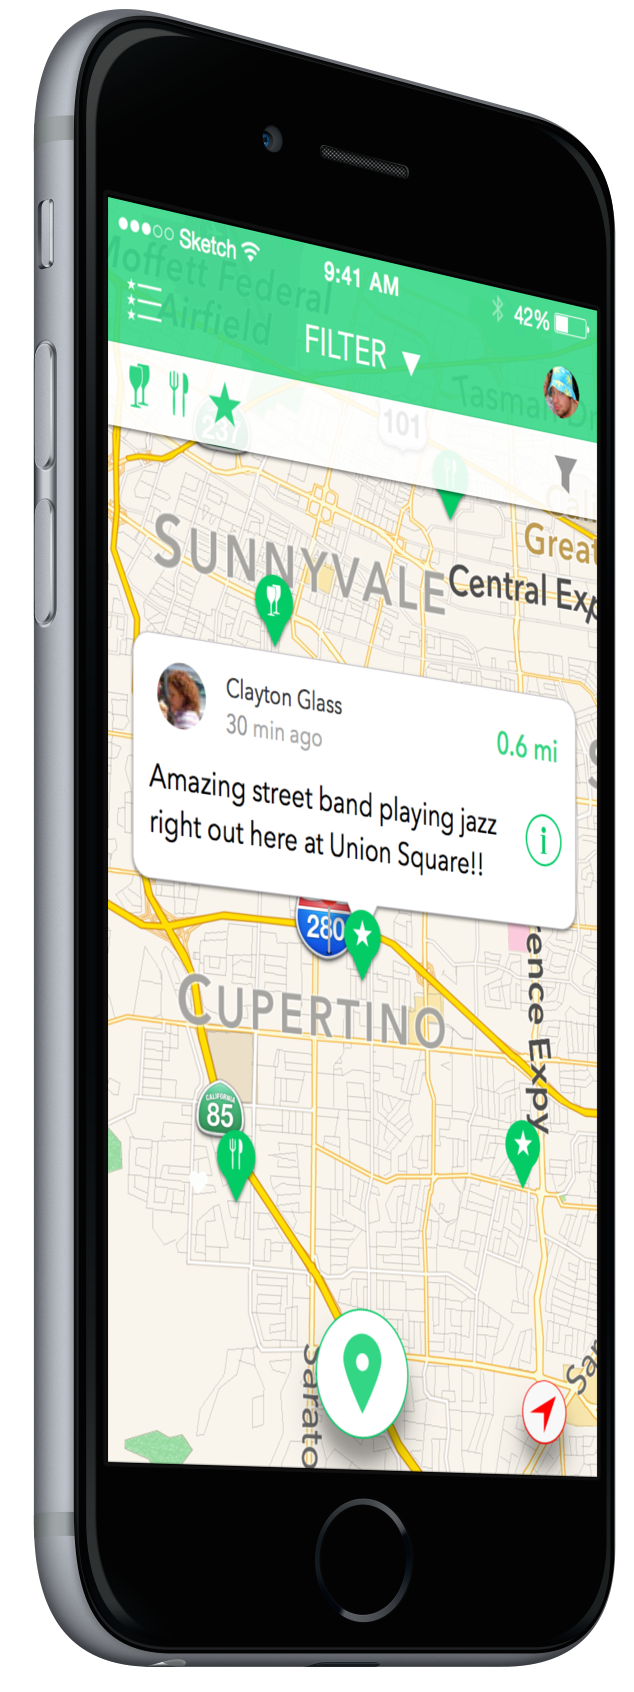 Sketch
9:41 AM
42%
Moffett Federal
Airfield
FILTER ▼
Tasman Dr
237
101
Great
SUNNYVALE
Central Exp
Clayton Glass
30 min ago
0.6 mi
Amazing street band playing jazz
right out here at Union Square!!
i
280
rence Expy
CUPERTINO
CALIFORNIA
85
Sarato